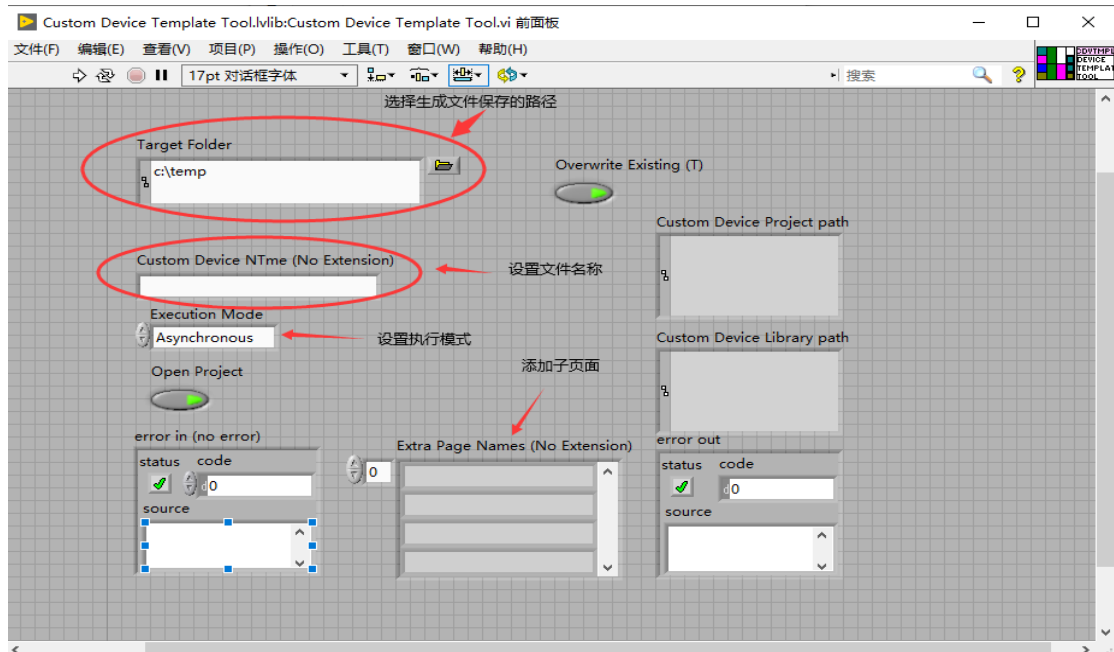 Custom Device Template Tool.lvlib:Custom Device Template Tool.vi 前面板
文件(F) 编辑(E) 查看(V) 项目(P) 操作(O) 工具(T) 窗口(W) 帮助(H)
17pt 对话框字体
搜索
DEVICE
TEMPLAT
TOOL
选择生成文件保存的路径
Target Folder
c:\temp
Overwrite Existing (T)
Custom Device Project path
Custom Device NTme (No Extension)
设置文件名称
Execution Mode
Asynchronous
设置执行模式
Custom Device Library path
Open Project
添加子页面
error in (no error)
Extra Page Names (No Extension)
error out
status code
0
status code
d0
d0
source
source